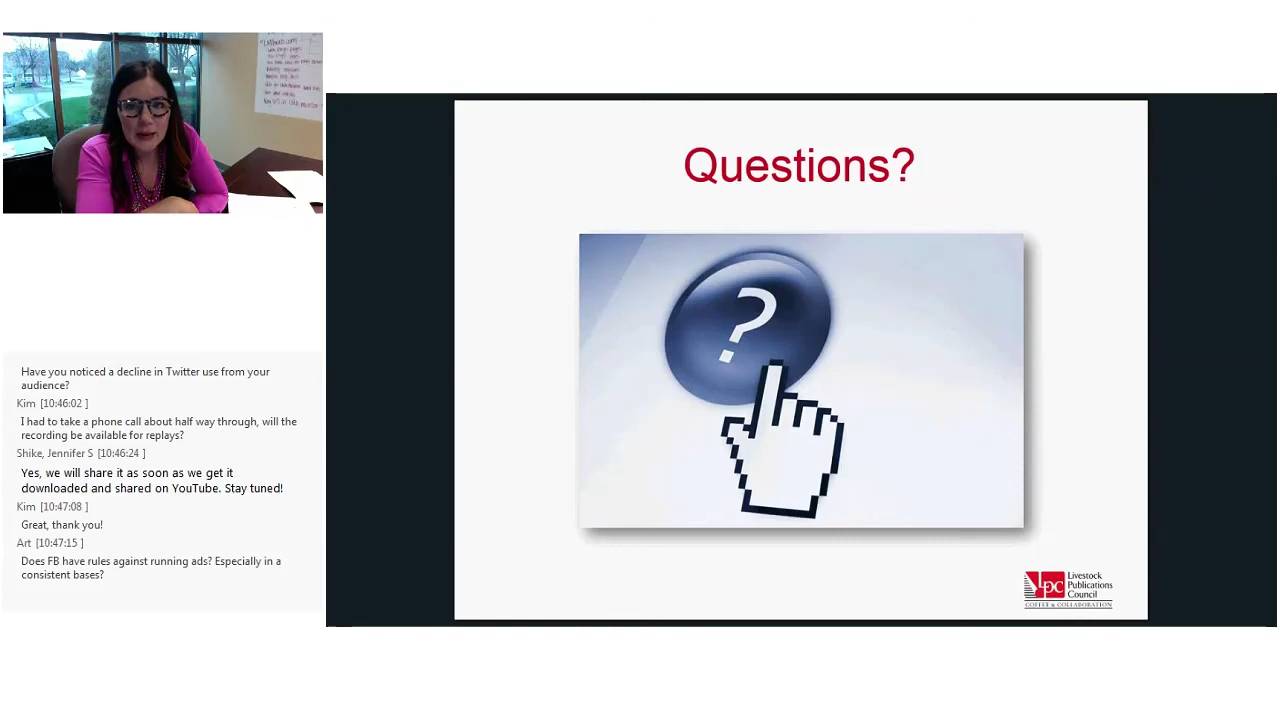 Have you noticed a decline in Twitter use from your
audience?
Kim [10:46:02 ]
I had to take a phone call about half way through, will the
recording be available for replays?
Shike, Jennifer S [10:46:24 ]
Yes, we will share it as soon as we get it
downloaded and shared on YouTube. Stay tuned!
Kim [10:47:08 ]
Great, thank you!
Art [10:47:15 ]
Does FB have rules against running ads? Especially in a
consistent bases?
Questions?
?
LPC
Livestock
Publications
Council
COFFEE & COLLABORATION